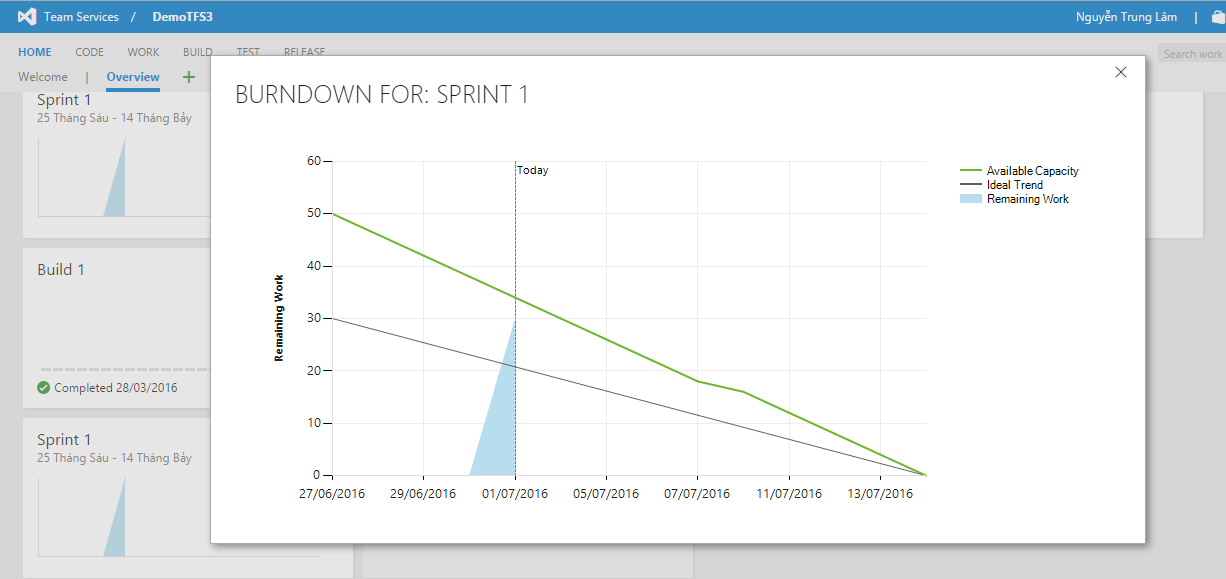 Team Services / DemoTFS3
Nguyễn Trung Lâm |
HOME CODE WORK BUILD TEST RELEASE
Search work
Welcome | Overview +
Sprint 1
25 Tháng Sáu - 14 Tháng Bảy
Build 1
Completed 28/03/2016
Sprint 1
25 Tháng Sáu - 14 Tháng Bảy
BURNDOWN FOR: SPRINT 1
Today
Available Capacity
Ideal Trend
Remaining Work
Remaining Work
60
50
40
30
20
10
0
27/06/2016 29/06/2016 01/07/2016 05/07/2016 07/07/2016 11/07/2016 13/07/2016